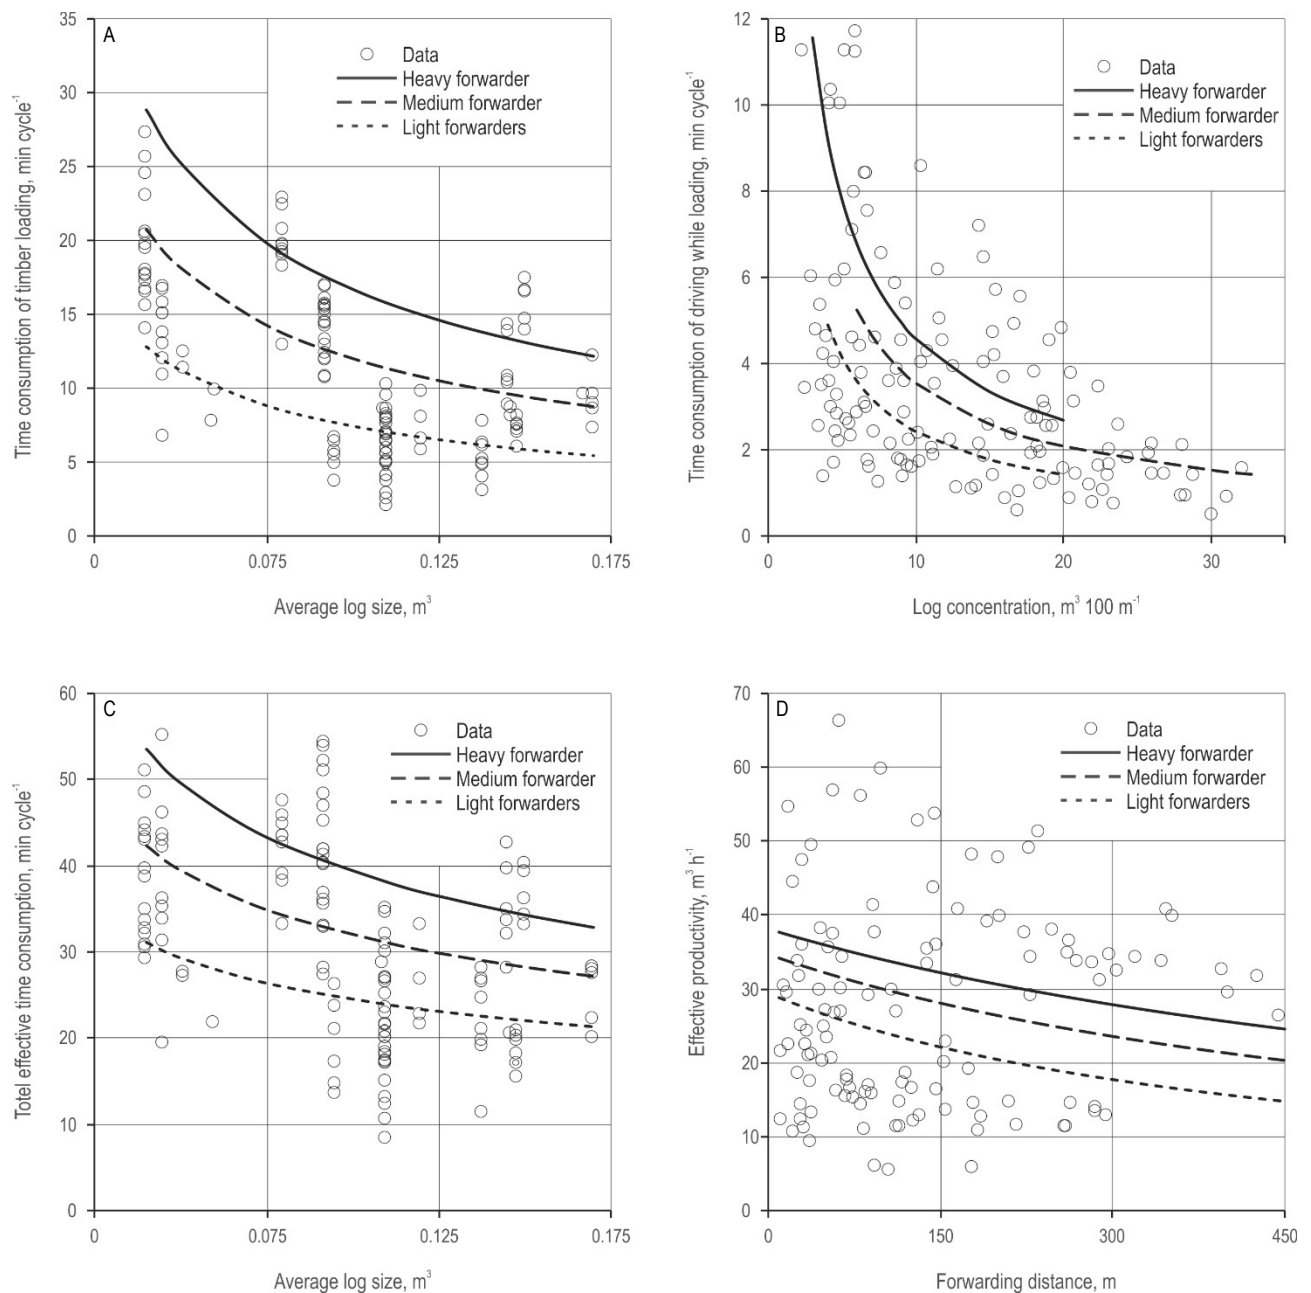 A
Data
Heavy forwarder
Medium forwarder
Light forwarders
35
30
25
20
15
10
5
0
0
0.075
0.125
0.175
Time consumption of timber loading, min cycle⁻¹
Average log size, m³
B
Data
Heavy forwarder
Medium forwarder
Light forwarders
12
10
8
6
4
2
0
0
10
20
30
Time consumption of driving while loading, min cycle⁻¹
Log concentration, m³ 100 m⁻¹
C
Data
Heavy forwarder
Medium forwarder
Light forwarders
60
50
40
30
20
10
0
0
0.075
0.125
0.175
Totel effective time consumption, min cycle⁻¹
Average log size, m³
D
Data
Heavy forwarder
Medium forwarder
Light forwarders
70
60
50
40
30
20
10
0
0
150
300
450
Effective productivity, m³ h⁻¹
Forwarding distance, m